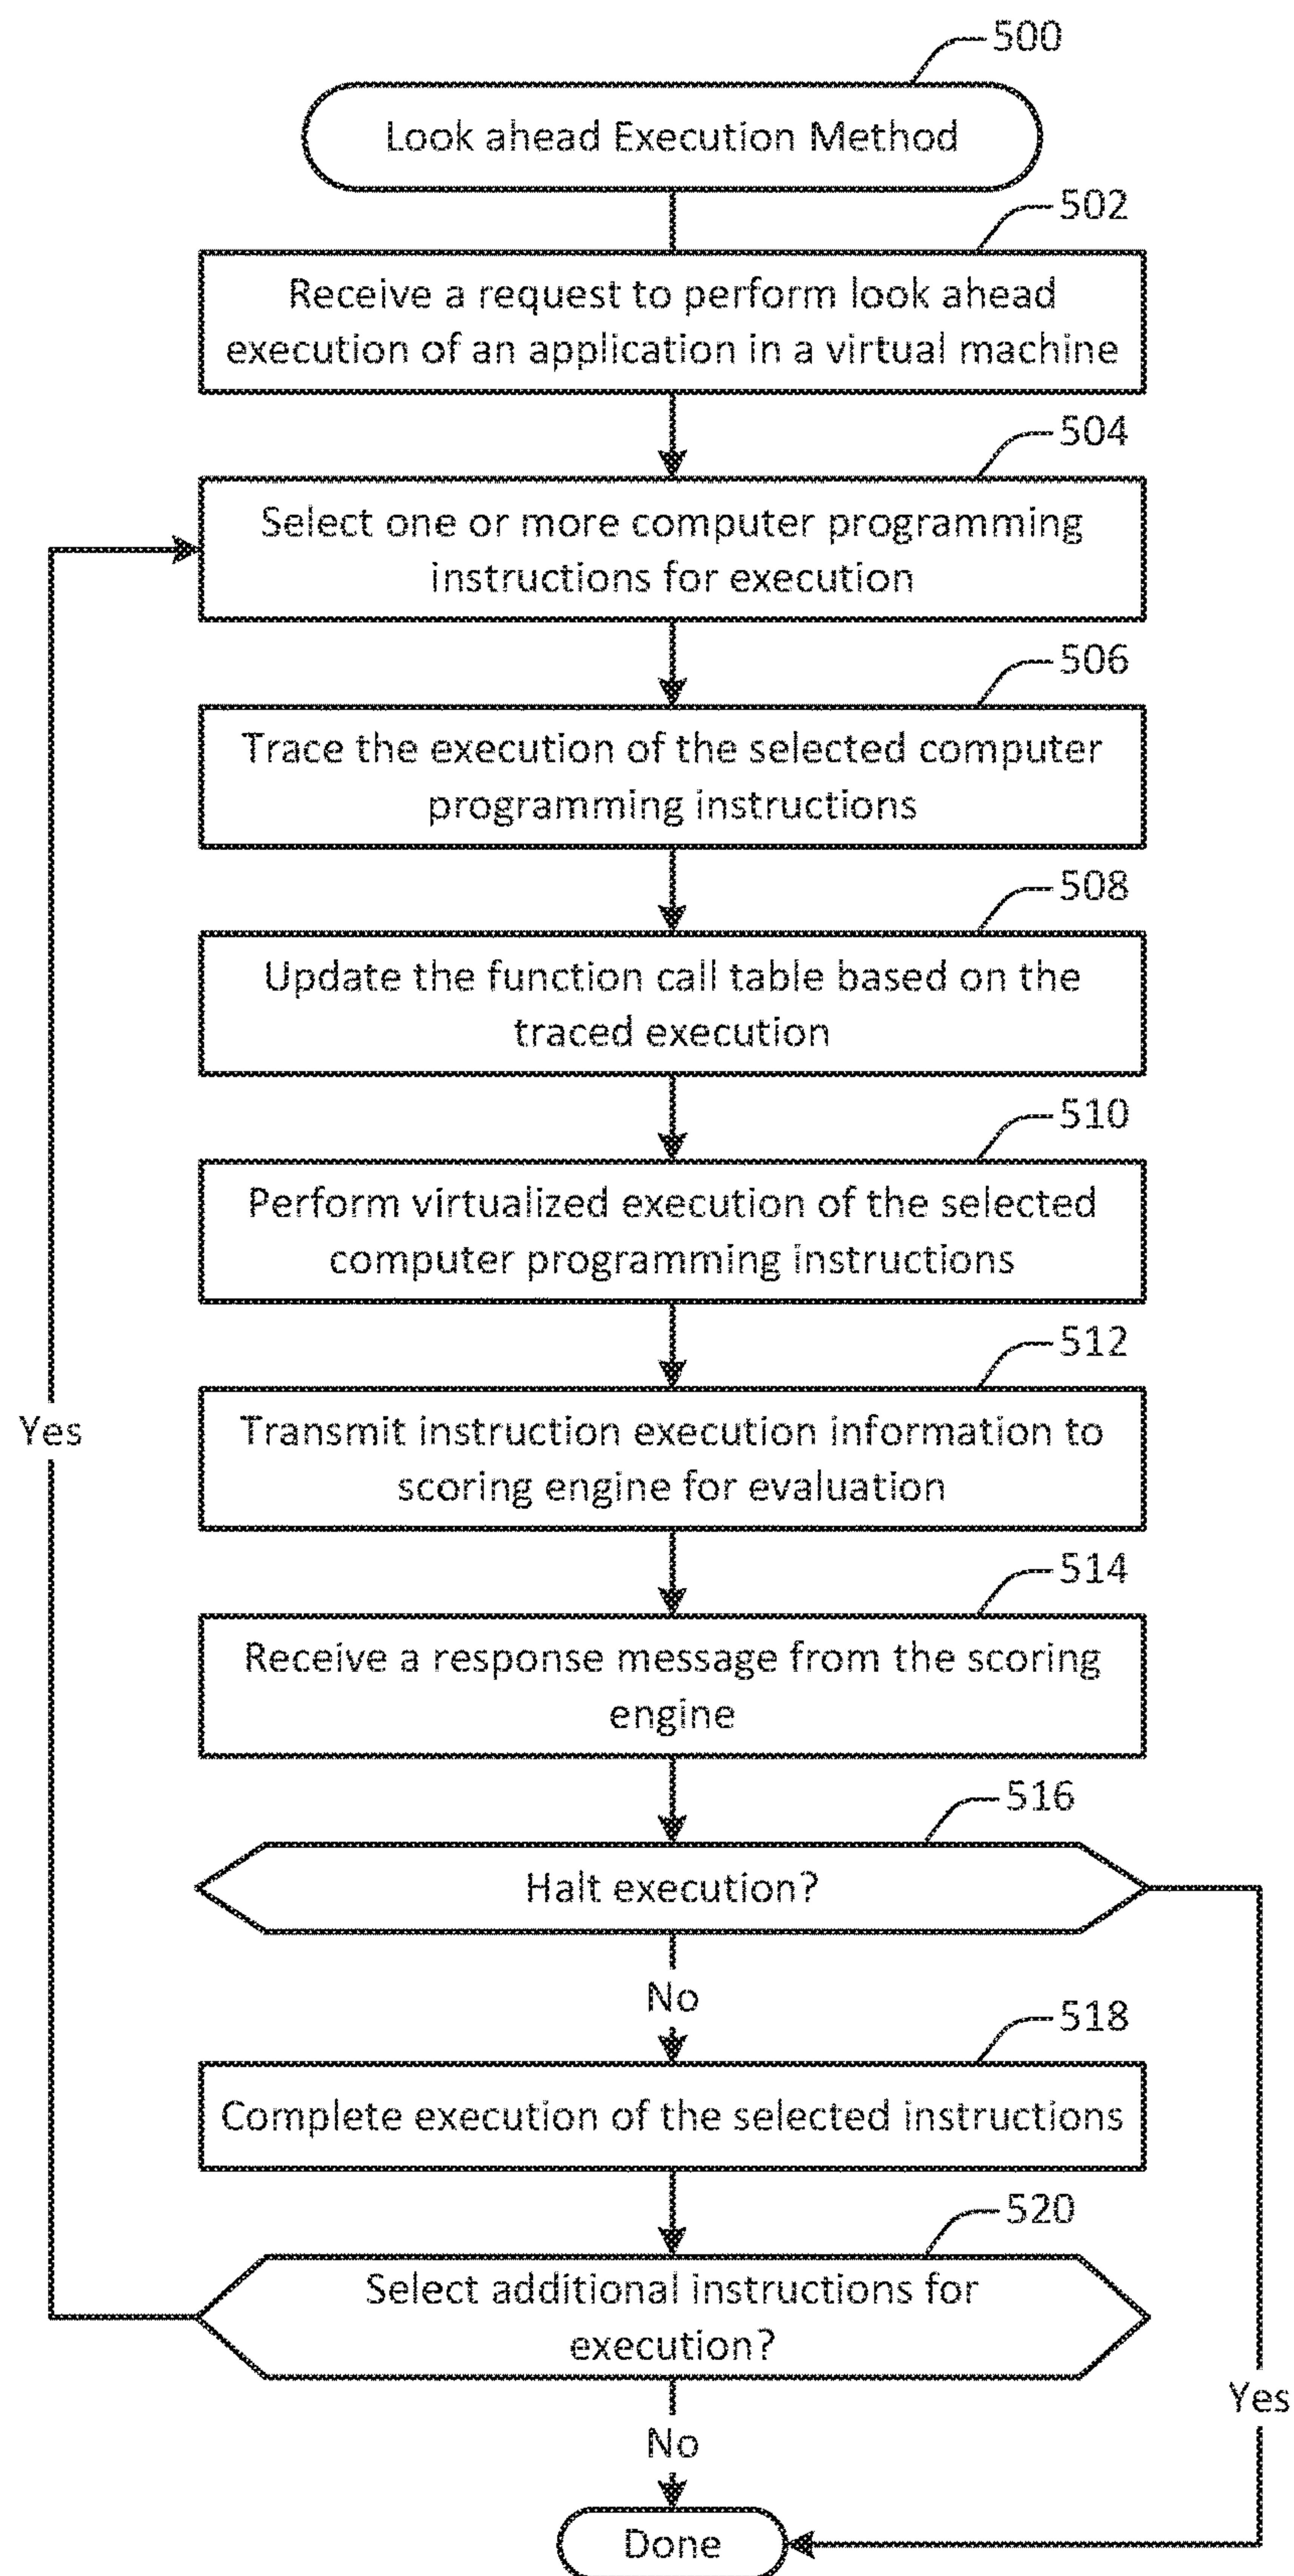 500
Look ahead Execution Method
502
Receive a request to perform look ahead
execution of an application in a virtual machine
504
Select one or more computer programming
instructions for execution
506
Trace the execution of the selected computer
programming instructions
508
Update the function call table based on the
traced execution
510
Perform virtualized execution of the selected
computer programming instructions
512
Transmit instruction execution information to
scoring engine for evaluation
Yes
514
Receive a response message from the scoring
engine
516
Halt execution?
No
518
Complete execution of the selected instructions
520
Select additional instructions for
execution?
Yes
No
Done